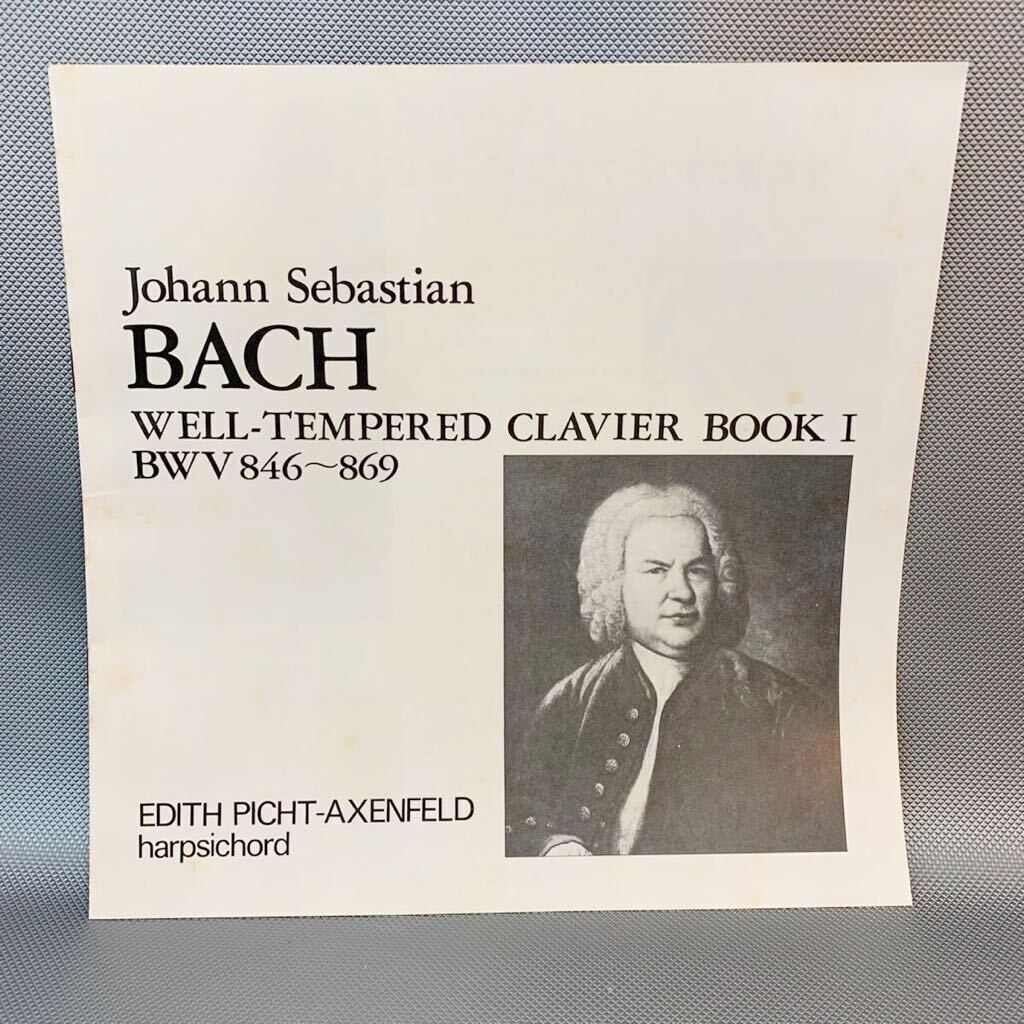 Johann Sebastian
BACH
WELL-TEMPERED CLAVIER BOOK I
BWV 846～869
EDITH PICHT-AXENFELD
harpsichord